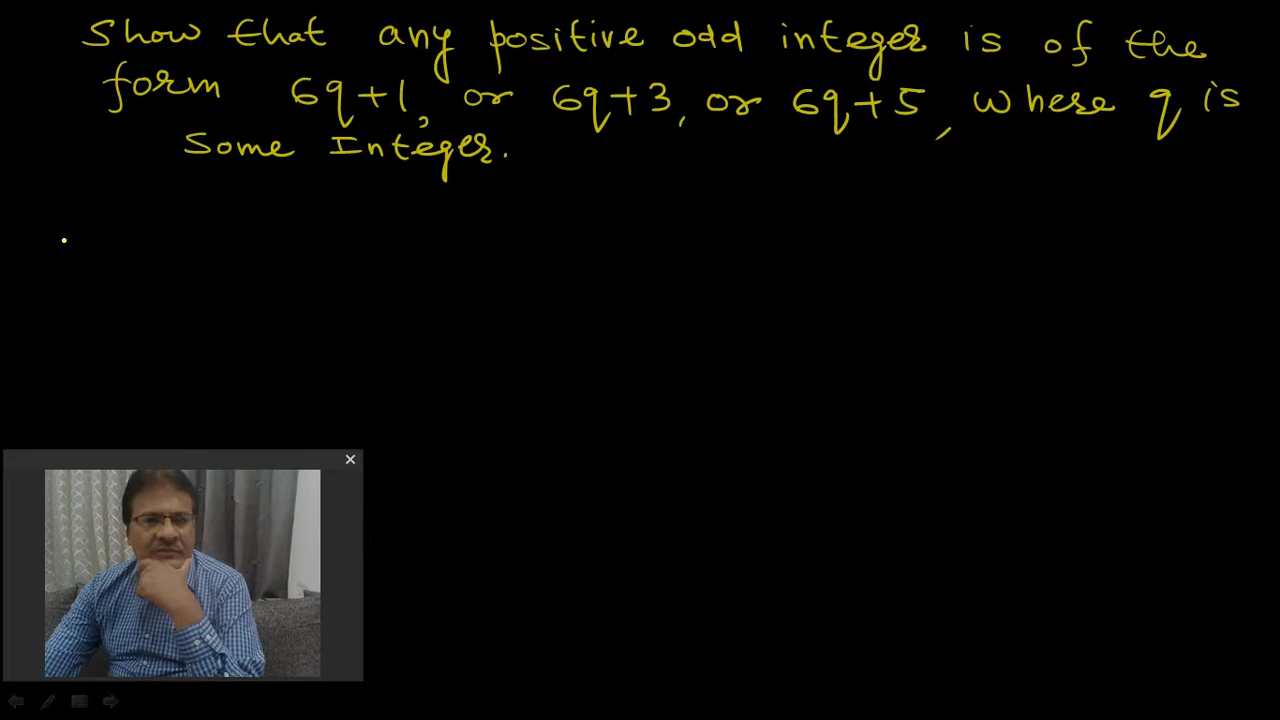 Show that any positive odd integer is of the
form 6q+1, or 6q+3, or 6q+5, where q is
Some Integer.